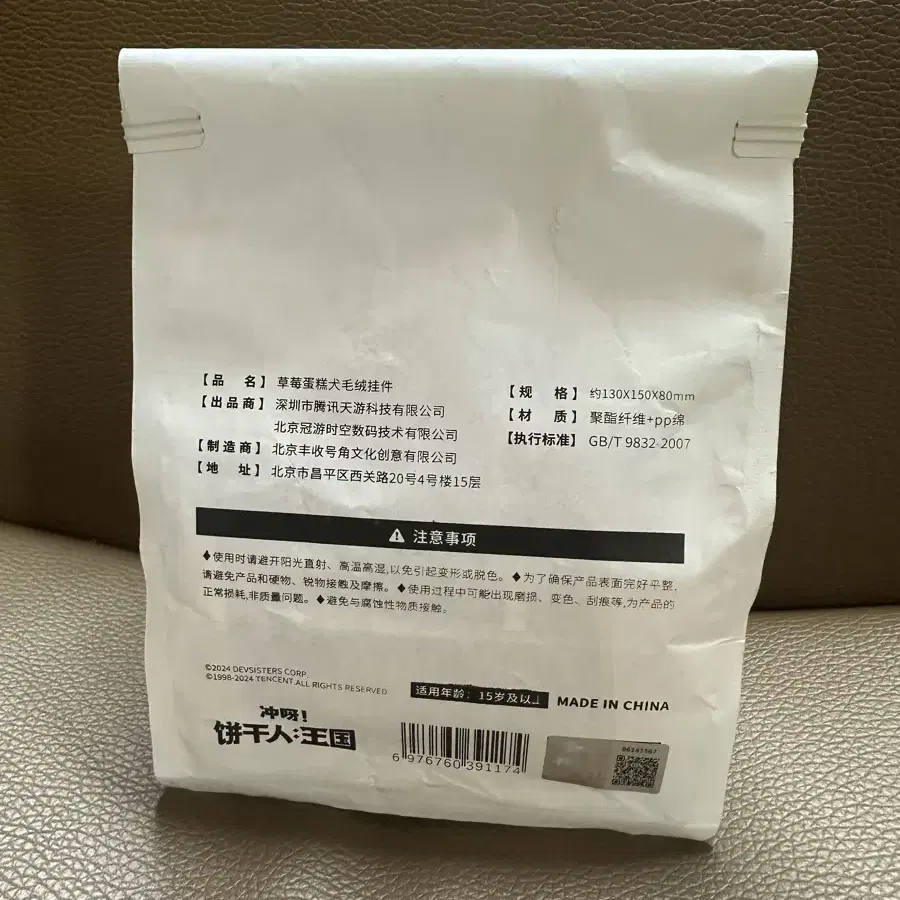 【品 名】 草莓蛋糕犬毛绒挂件
【出品商】 深圳市腾讯天游科技有限公司
北京冠游时空数码技术有限公司
【制造商】 北京丰收号角文化创意有限公司
【地 址】 北京市昌平区西关路20号4号楼15层
【规 格】 约130X150X80mm
【材 质】 聚酯纤维+pp绵
【执行标准】 GB/T 9832-2007
注意事项
♦使用时请避开阳光直射、高温高湿,以免引起变形或脱色。♦为了确保产品表面完好平整,
请避免产品和硬物、锐物接触及摩擦。♦使用过程中可能出现磨损、变色、刮痕等,为产品的
正常损耗,非质量问题。♦避免与腐蚀性物质接触。
©2024 DEVSISTERS CORP.
©1998-2024 TENCENT.ALL RIGHTS RESERVED
适用年龄：15岁及以上
MADE IN CHINA
冲呀!
饼干人:王国
6 976760 391174
06141567